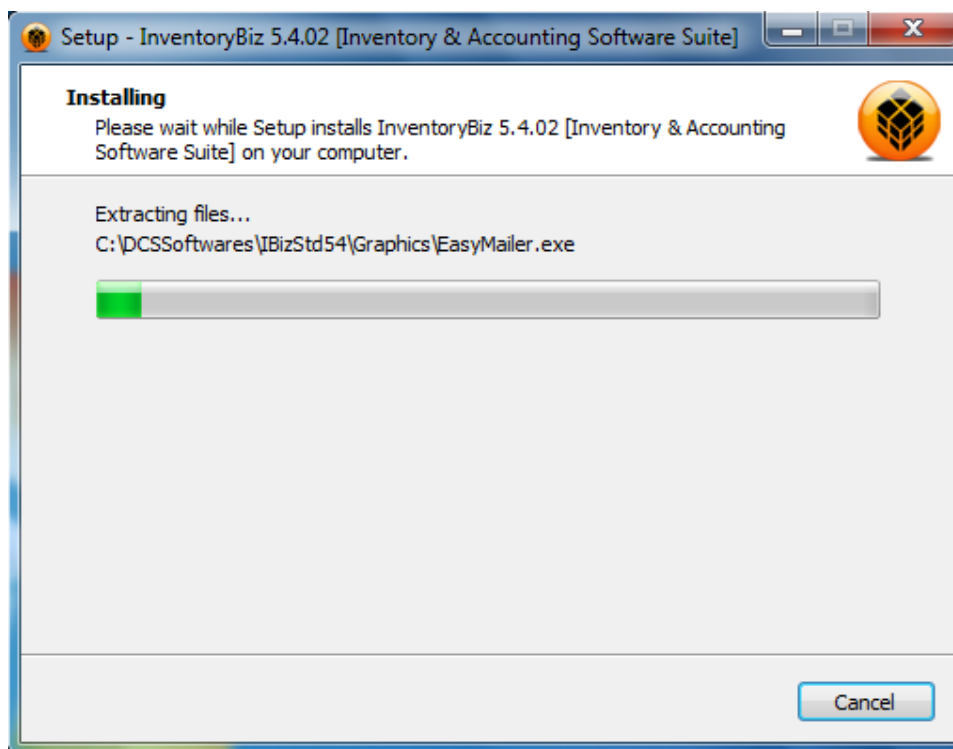 Setup - InventoryBiz 5.4.02 [Inventory & Accounting Software Suite]
Installing
Please wait while Setup installs InventoryBiz 5.4.02 [Inventory & Accounting
Software Suite] on your computer.
Extracting files...
C:\DCSSoftwares\IBizStd54\Graphics\EasyMailer.exe
Cancel